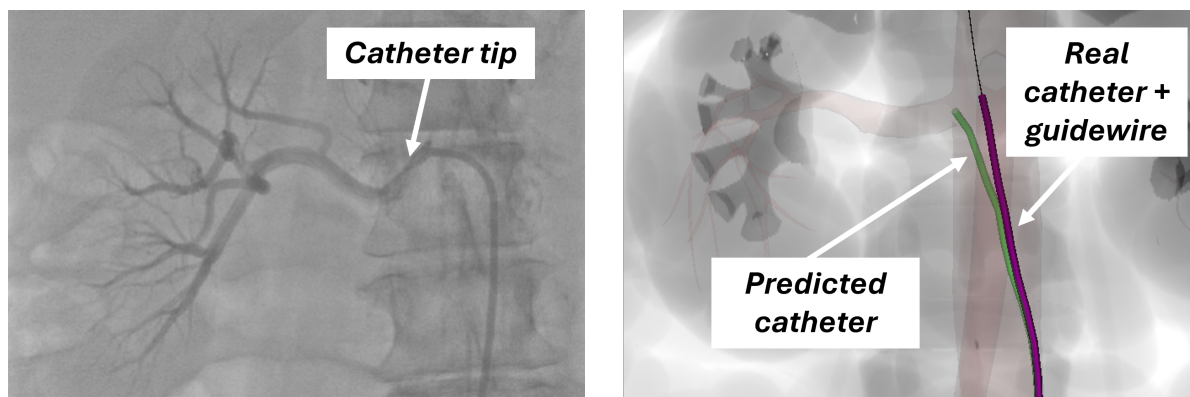 Catheter tip
Real
catheter +
guidewire
Predicted
catheter